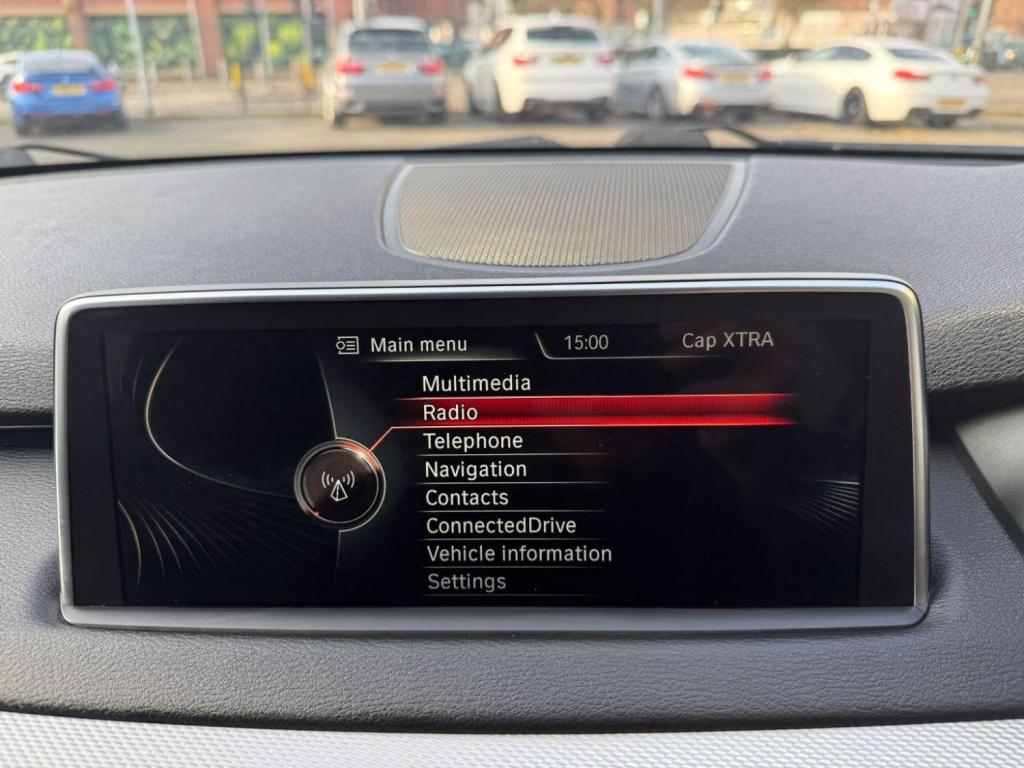 Main menu 15:00 Cap XTRA
Multimedia
Radio
Telephone
Navigation
Contacts
ConnectedDrive
Vehicle information
Settings